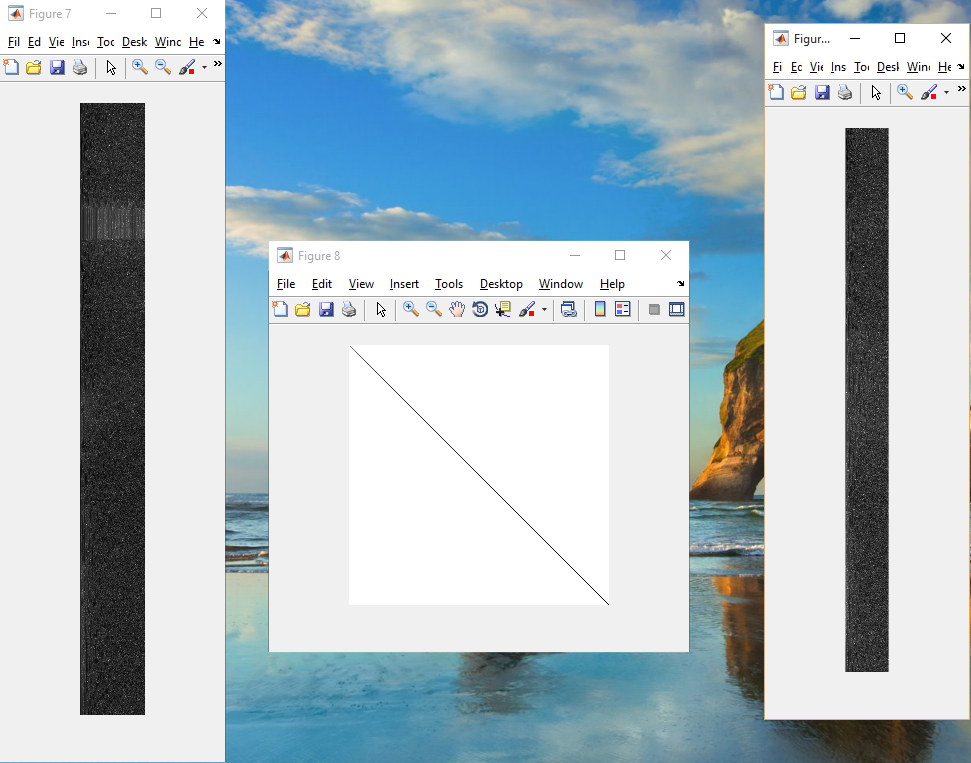 Figure 7
Fil Ed Vie Ins Toc Desk Winc He
Figure 8
File Edit View Insert Tools Desktop Window Help
Figur...
Fi Ec Vie Ins To Desk Winc He